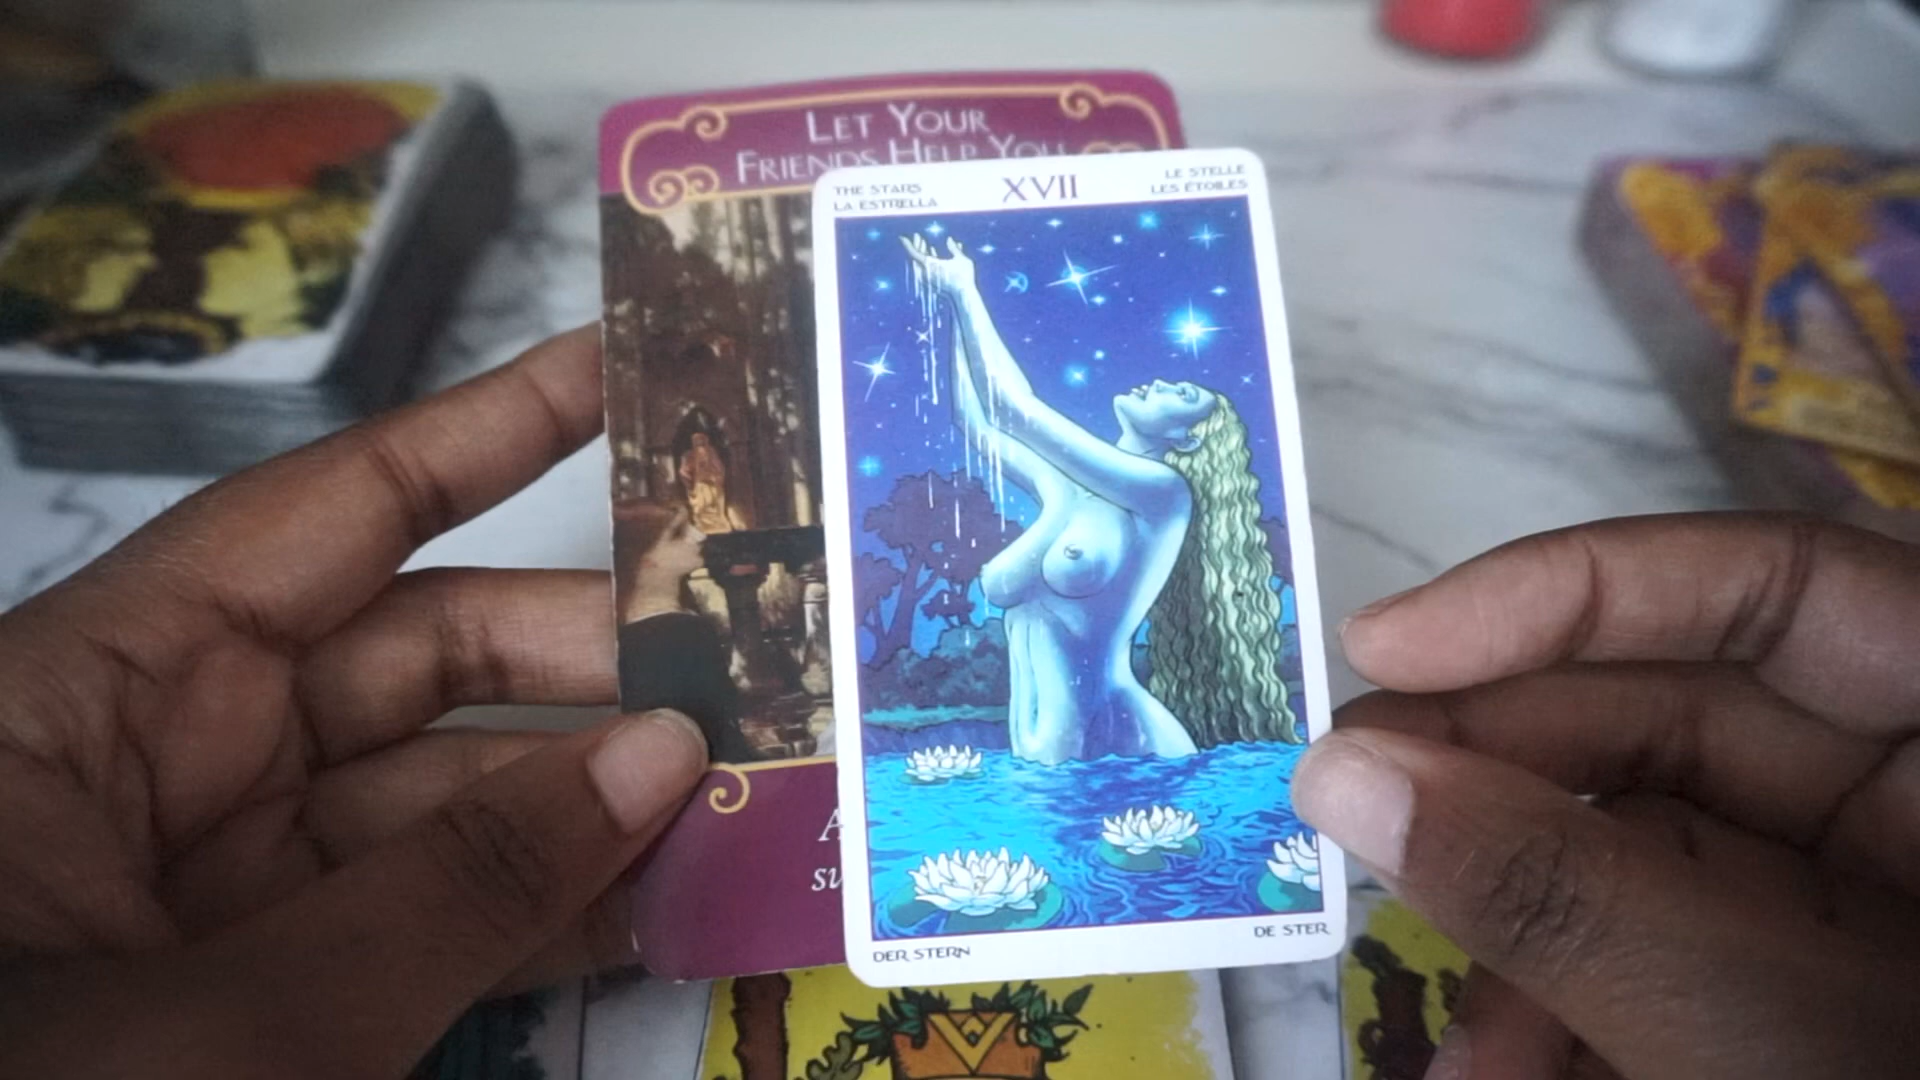 LET YOUR
FRIENDS HELP YOU
THE STARS
LA ESTRELLA
XVII
LE STELLE
LES ÉTOILES
DER STERN
DE STER